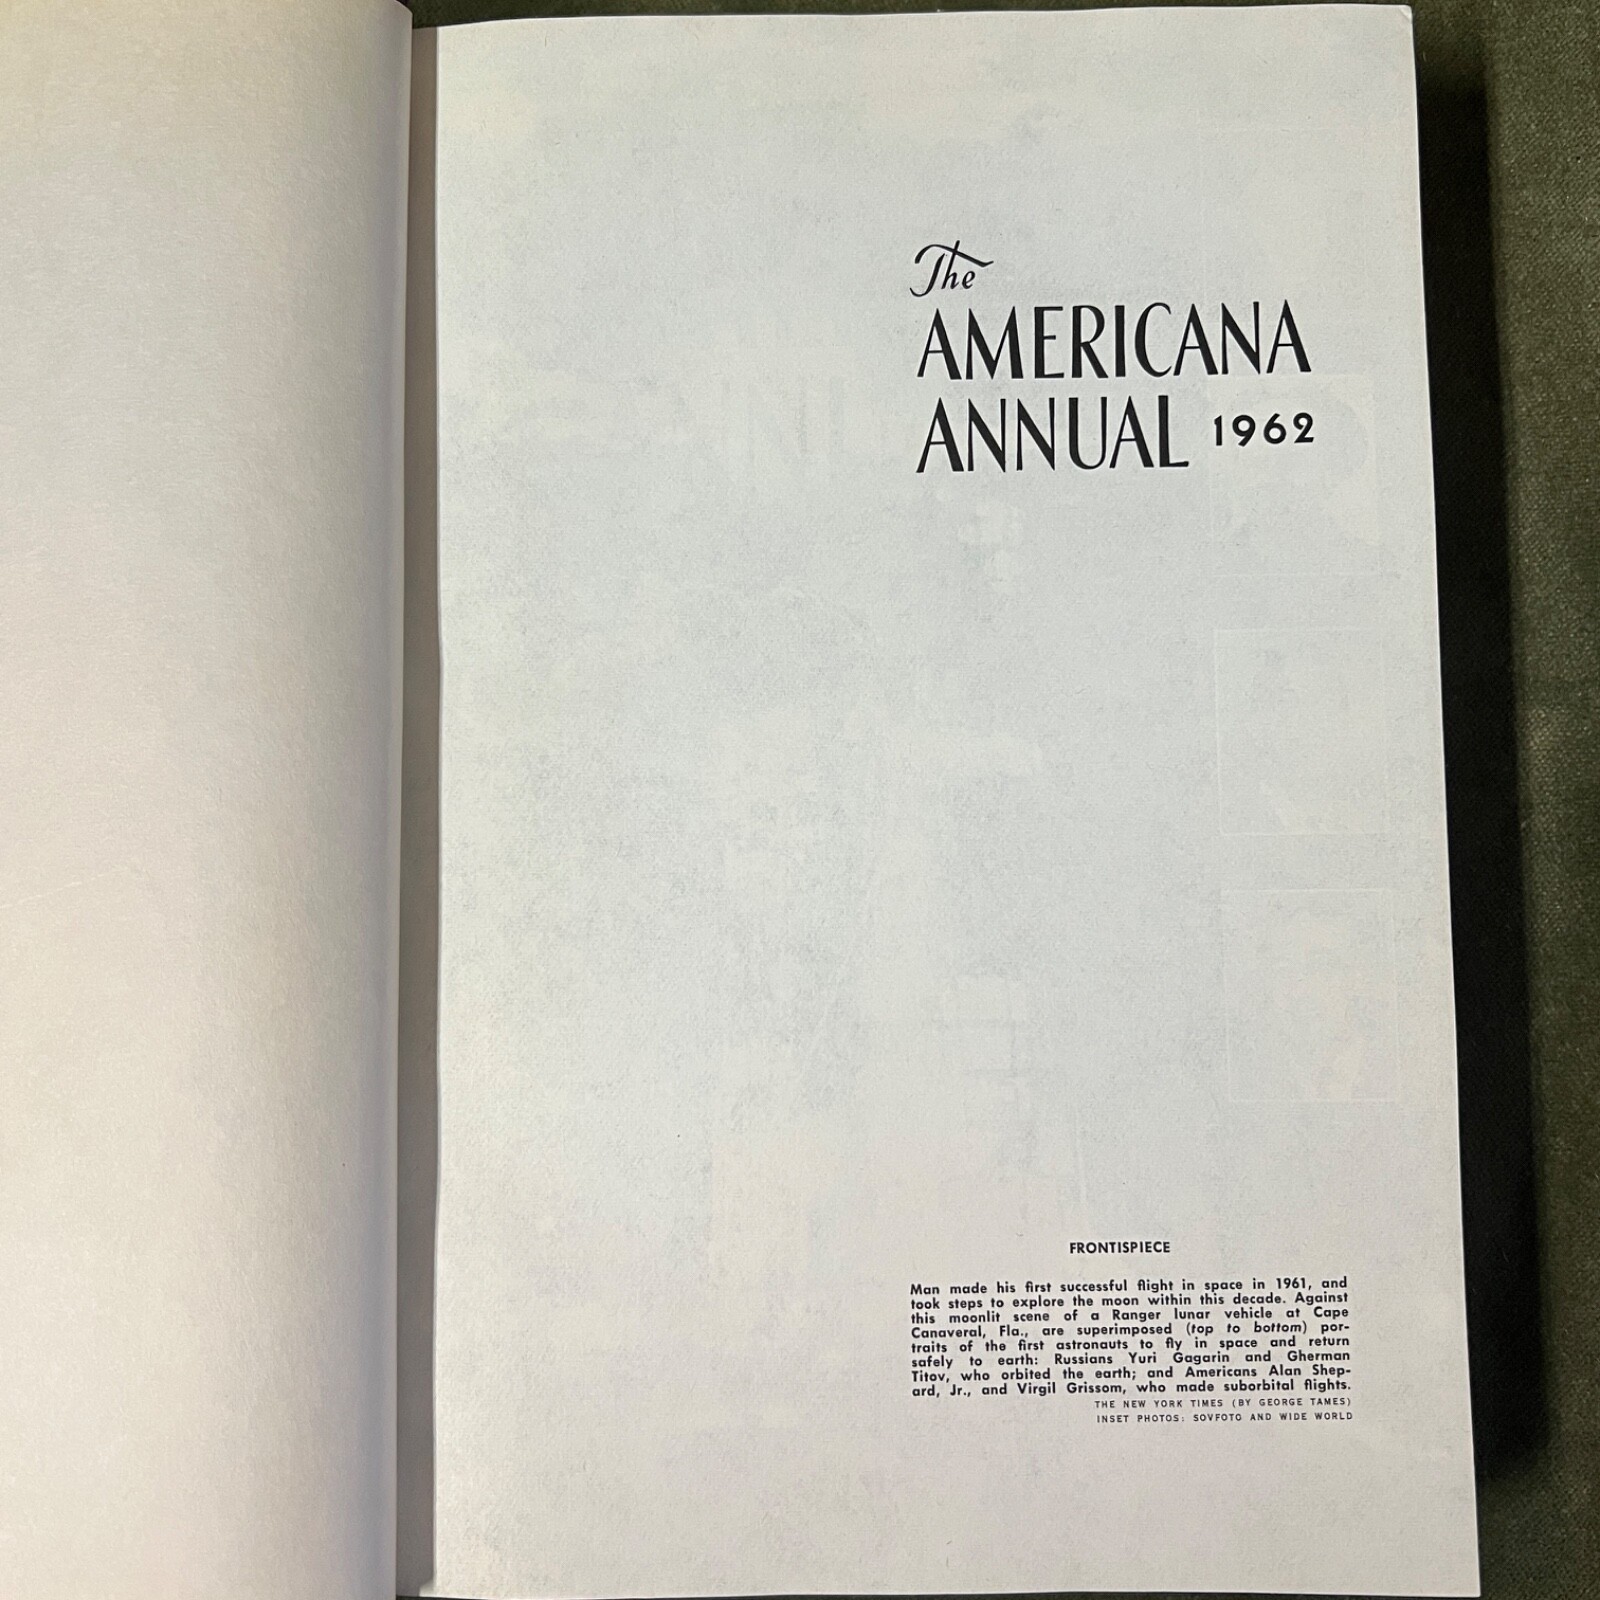 The
AMERICANA
ANNUAL 1962
FRONTISPIECE
Man made his first successful flight in space in 1961, and
took steps to explore the moon within this decade. Against
this moonlit scene of a Ranger lunar vehicle at Cape
Canaveral, Fla., are superimposed (top to bottom) por-
traits of the first astronauts to fly in space and return
safely to earth: Russians Yuri Gagarin and Gherman
Titov, who orbited the earth; and Americans Alan Shep-
ard, Jr., and Virgil Grissom, who made suborbital flights.
THE NEW YORK TIMES (BY GEORGE TAMES)
INSET PHOTOS: SOVFOTO AND WIDE WORLD